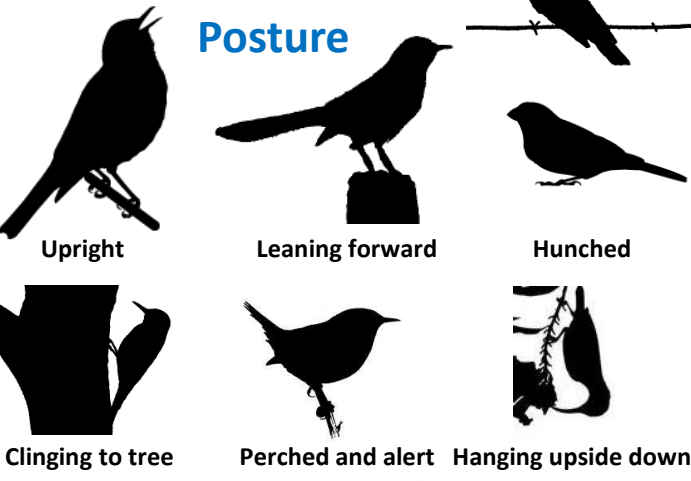 Posture
Upright
Leaning forward
Hunched
Clinging to tree
Perched and alert
Hanging upside down